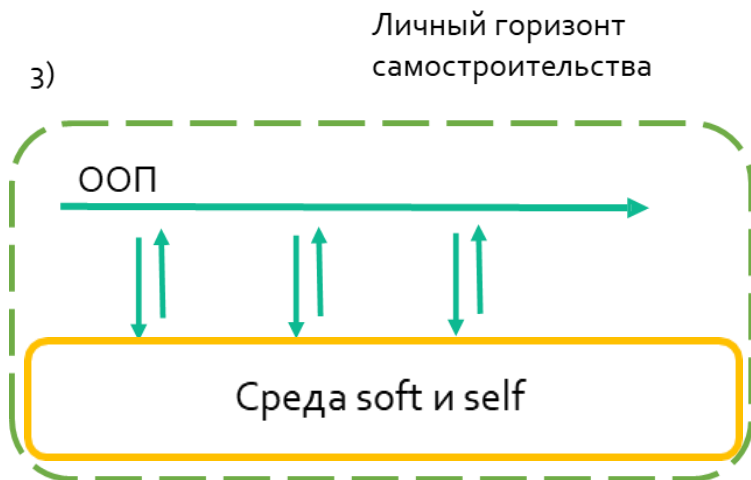 Личный горизонт
самостроительства
3)
ООП
Среда soft и self